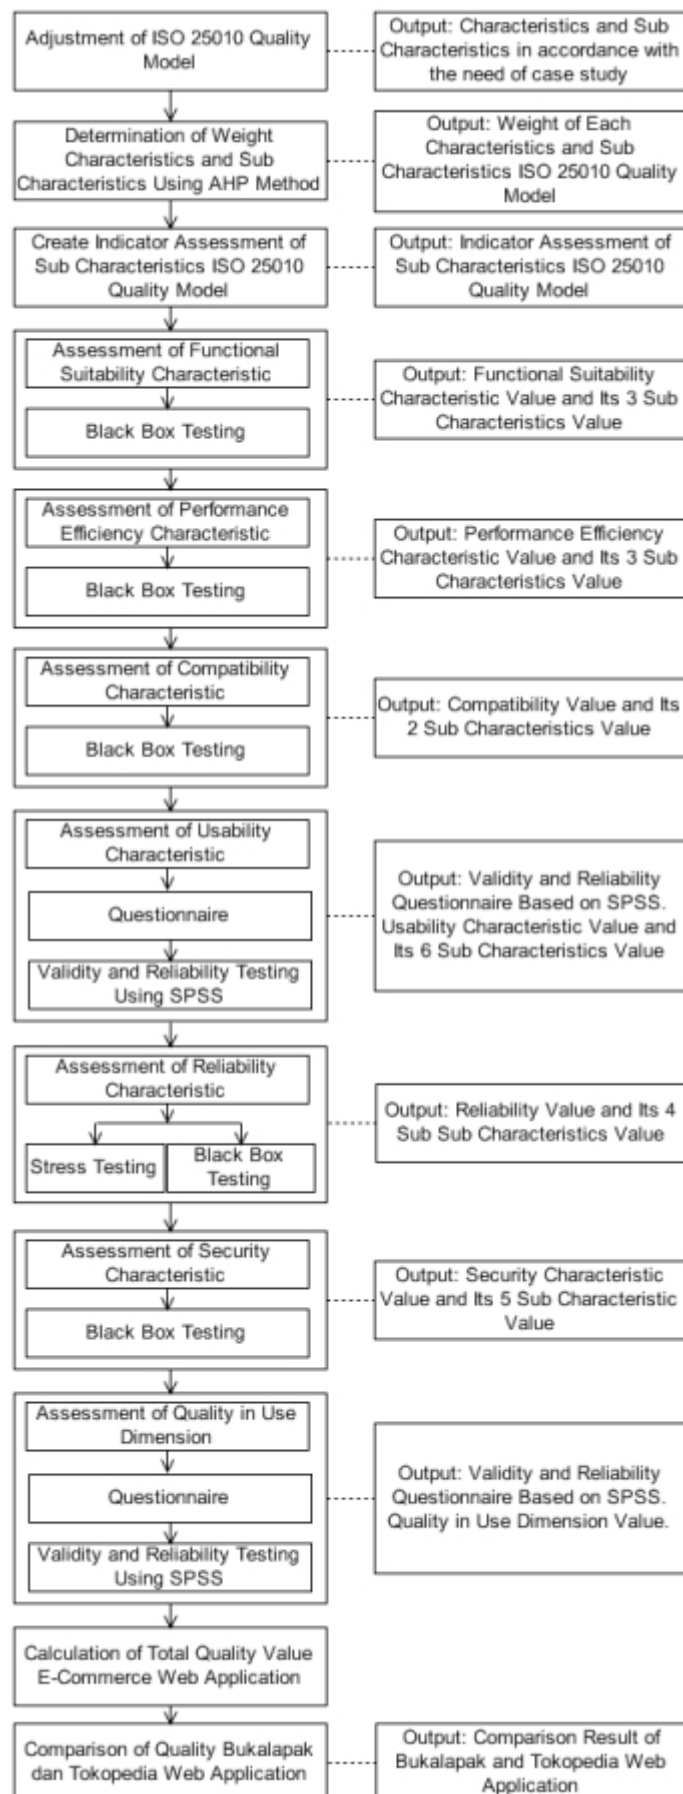 Adjustment of ISO 25010 Quality
Model
Output: Characteristics and Sub
Characteristics in accordance with
the need of case study
Determination of Weight
Characteristics and Sub
Characteristics Using AHP Method
Output: Weight of Each
Characteristics and Sub
Characteristics ISO 25010 Quality
Model
Create Indicator Assessment of
Sub Characteristics ISO 25010
Quality Model
Output: Indicator Assessment of
Sub Characteristics ISO 25010
Quality Model
Assessment of Functional
Suitability Characteristic
Black Box Testing
Output: Functional Suitability
Characteristic Value and Its 3 Sub
Characteristics Value
Assessment of Performance
Efficiency Characteristic
Black Box Testing
Output: Performance Efficiency
Characteristic Value and Its 3 Sub
Characteristics Value
Assessment of Compatibility
Characteristic
Black Box Testing
Output: Compatibility Value and Its
2 Sub Characteristics Value
Assessment of Usability
Characteristic
Questionnaire
Validity and Reliability Testing
Using SPSS
Output: Validity and Reliability
Questionnaire Based on SPSS.
Usability Characteristic Value and
Its 6 Sub Characteristics Value
Assessment of Reliability
Characteristic
Stress Testing
Black Box
Testing
Output: Reliability Value and Its 4
Sub Sub Characteristics Value
Assessment of Security
Characteristic
Black Box Testing
Output: Security Characteristic
Value and Its 5 Sub Characteristic
Value
Assessment of Quality in Use
Dimension
Questionnaire
Validity and Reliability Testing
Using SPSS
Output: Validity and Reliability
Questionnaire Based on SPSS.
Quality in Use Dimension Value.
Calculation of Total Quality Value
E-Commerce Web Application
Comparison of Quality Bukalapak
dan Tokopedia Web Application
Output: Comparison Result of
Bukalapak and Tokopedia Web
Application